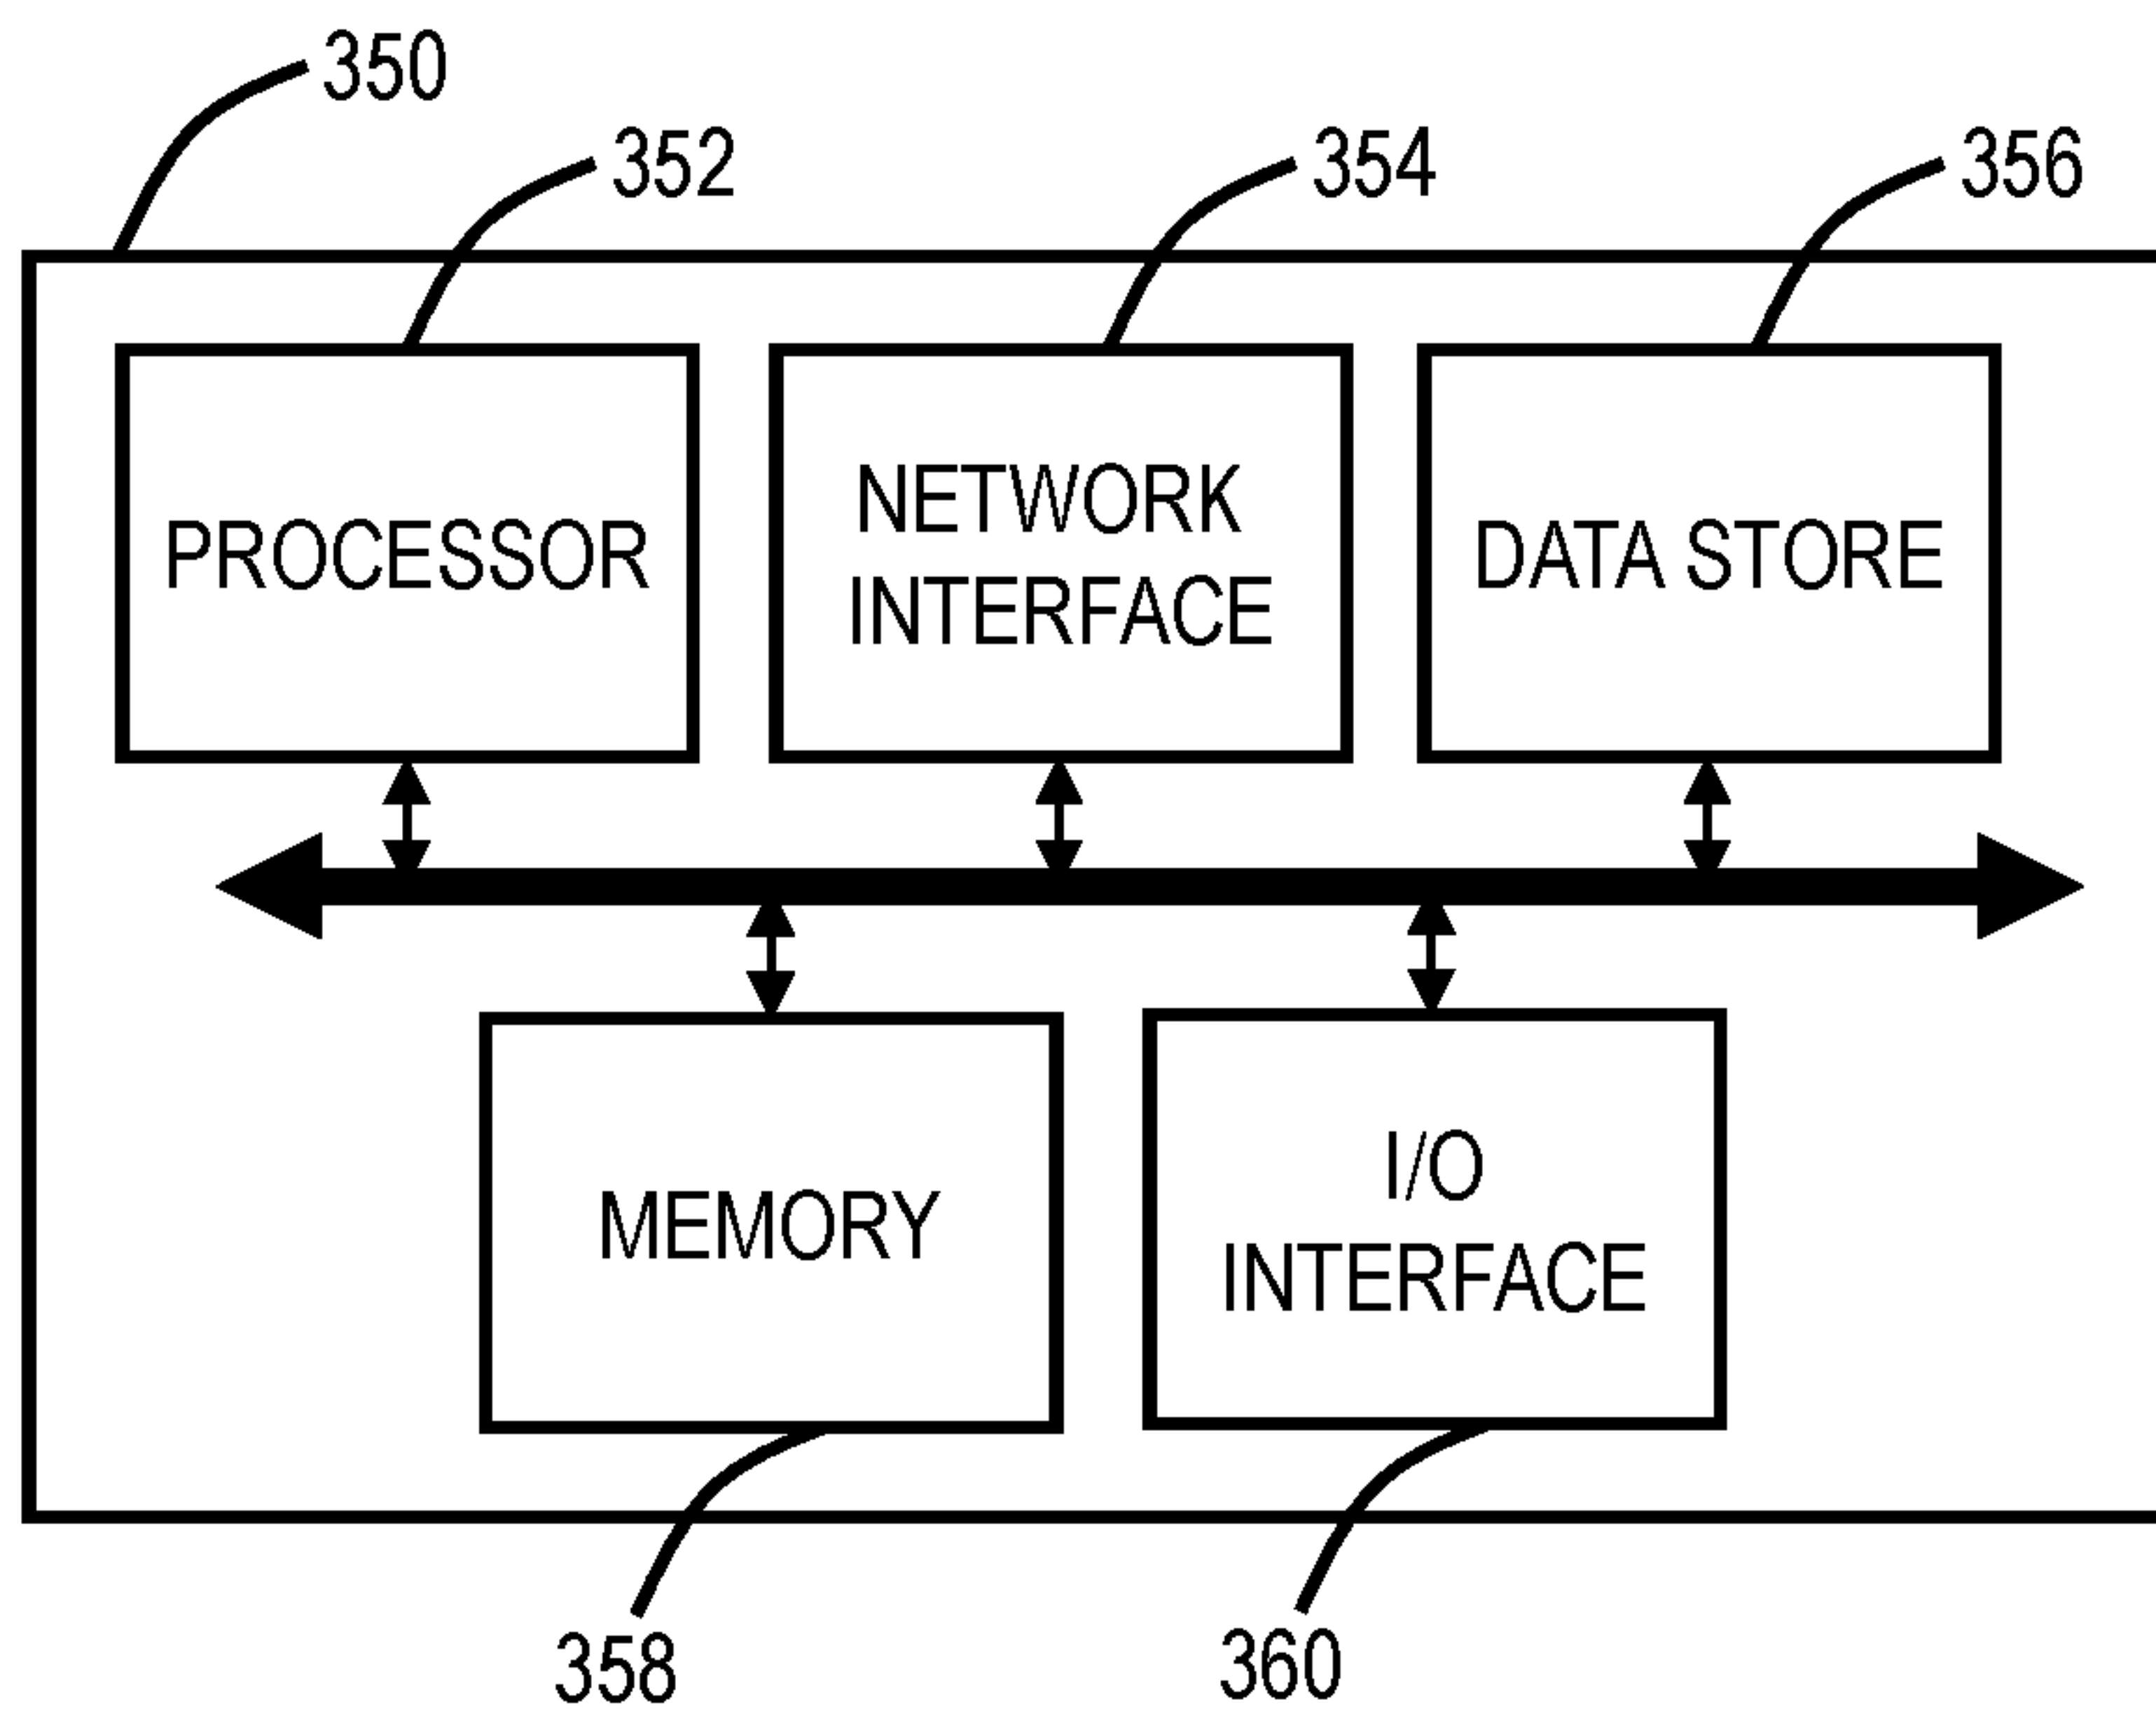 350
352
354
356
PROCESSOR
NETWORK
INTERFACE
DATA STORE
MEMORY
I/O
INTERFACE
358
360